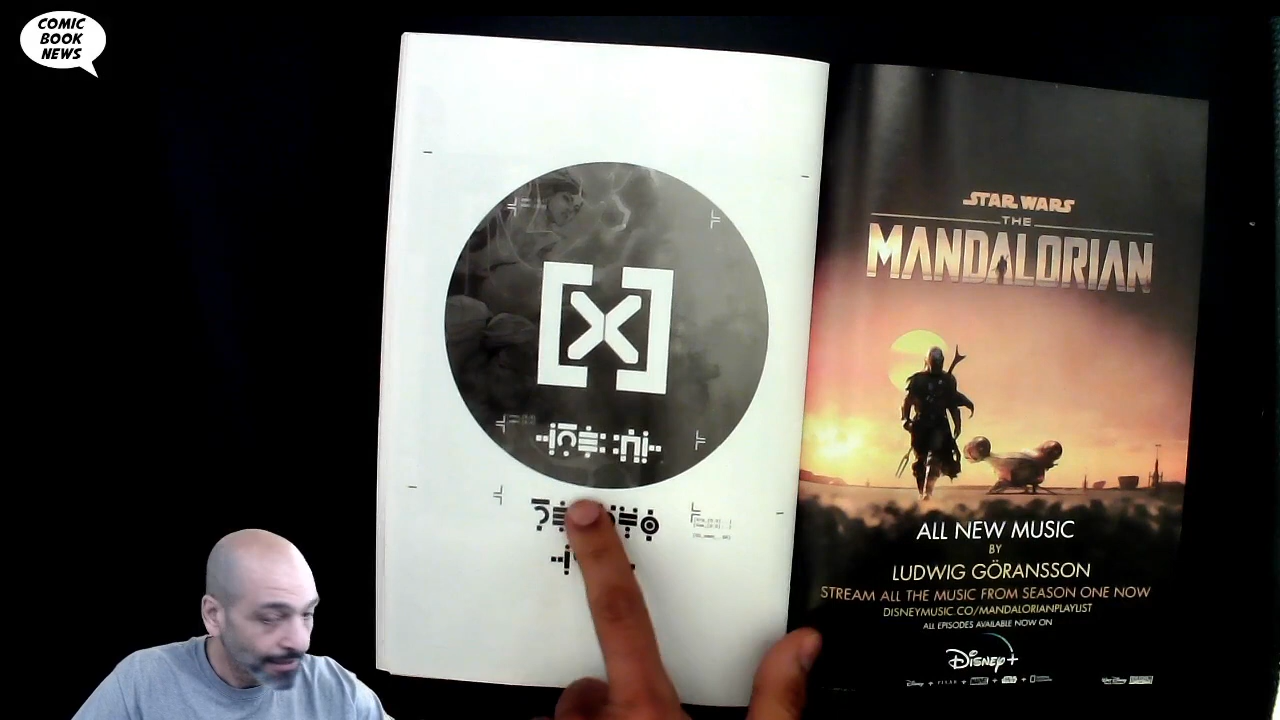 COMIC
BOOK
NEWS
[X]
STAR WARS
THE
MANDALORIAN
ALL NEW MUSIC
BY
LUDWIG GÖRANSSON
STREAM ALL THE MUSIC FROM SEASON ONE NOW
DISNEYMUSIC.CO/MANDALORIANPLAYLIST
ALL EPISODES AVAILABLE NOW ON
Disney+